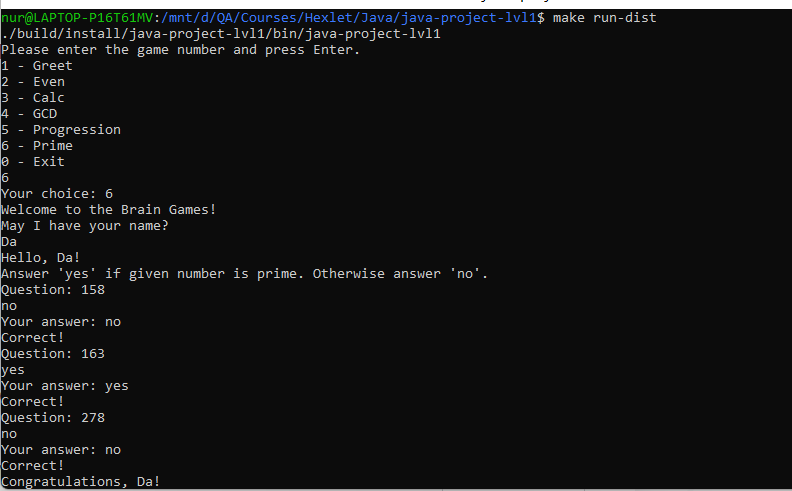 nur@LAPTOP-P16T61MV:/mnt/d/QA/Courses/Hexlet/Java/java-project-lvl1$ make run-dist
./build/install/java-project-lvl1/bin/java-project-lvl1
Please enter the game number and press Enter.
1 - Greet
2 - Even
3 - Calc
4 - GCD
5 - Progression
6 - Prime
0 - Exit
6
Your choice: 6
Welcome to the Brain Games!
May I have your name?
Da
Hello, Da!
Answer 'yes' if given number is prime. Otherwise answer 'no'.
Question: 158
no
Your answer: no
Correct!
Question: 163
yes
Your answer: yes
Correct!
Question: 278
no
Your answer: no
Correct!
Congratulations, Da!